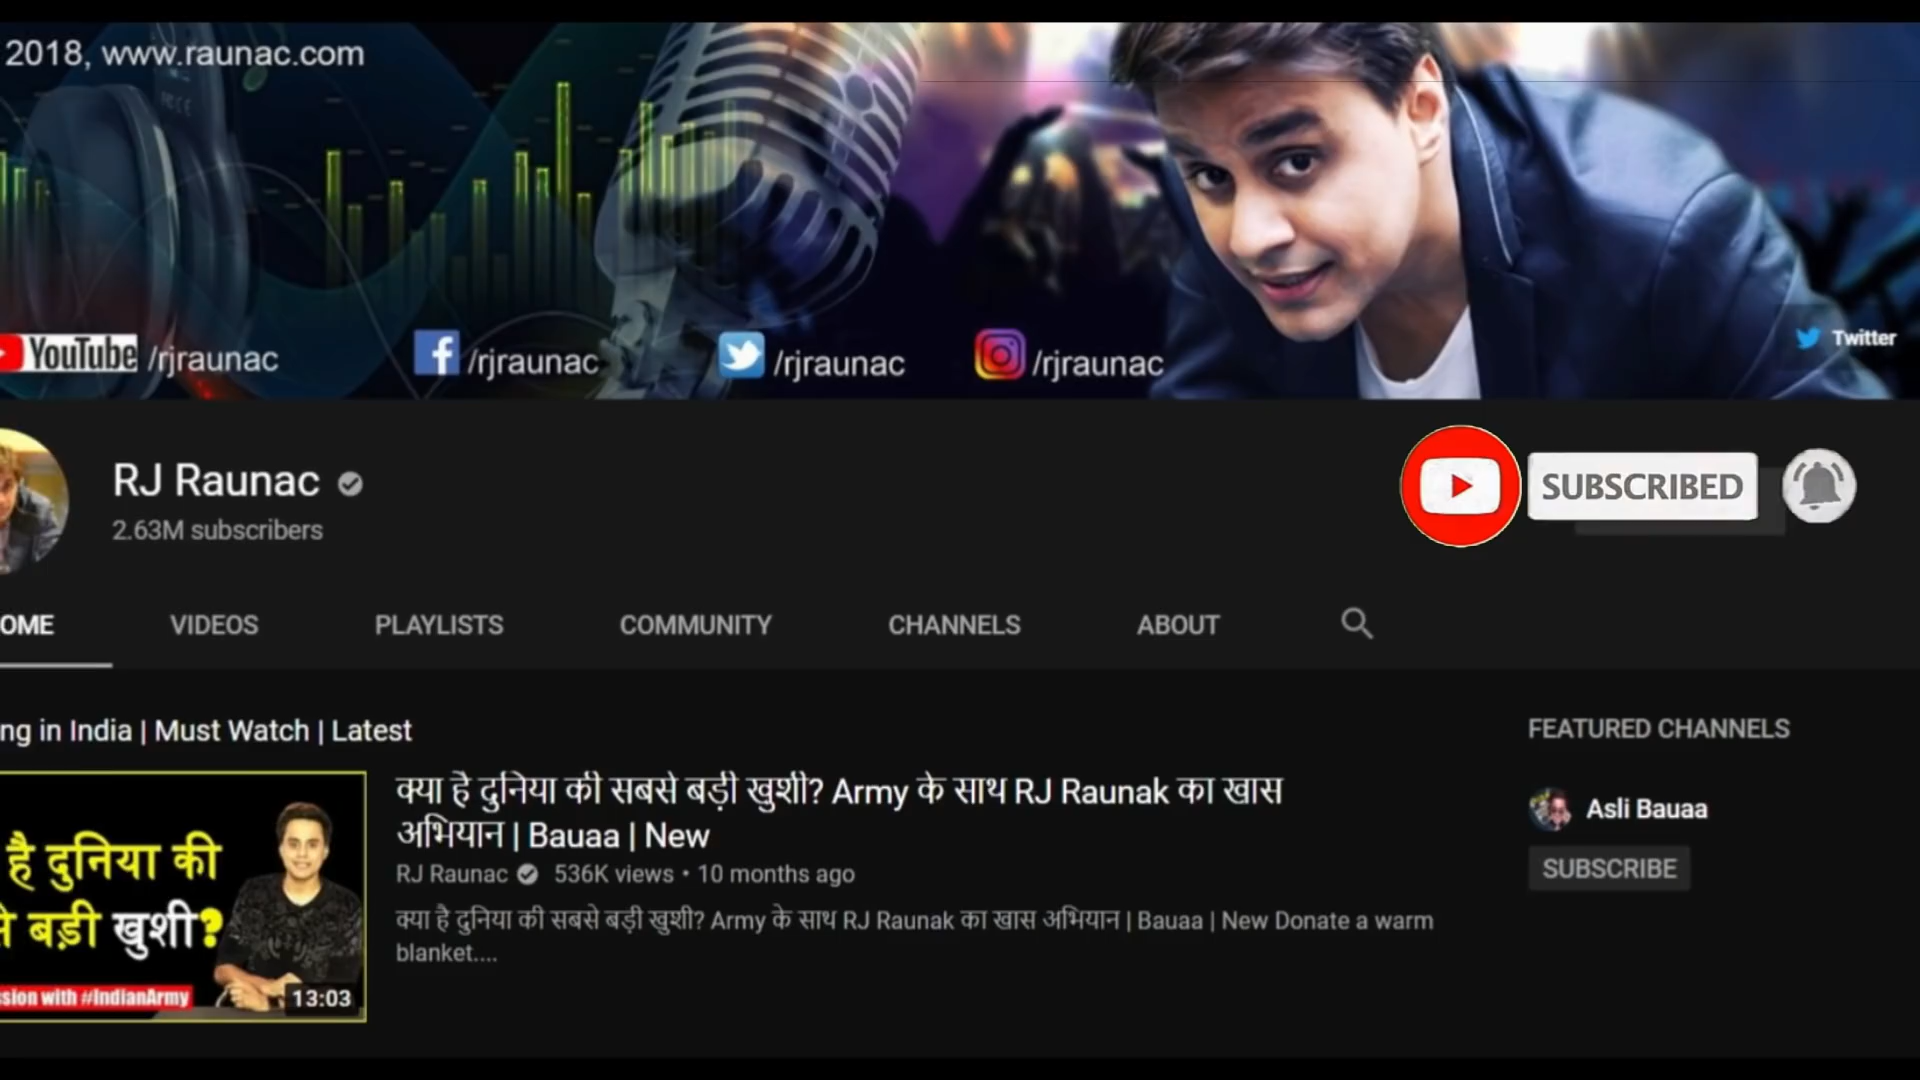 2018, www.raunac.com
YouTube /rjraunac
/rjraunac
/rjraunac
/rjraunac
Twitter
RJ Raunac
2.63M subscribers
SUBSCRIBED
OME
VIDEOS
PLAYLISTS
COMMUNITY
CHANNELS
ABOUT
ng in India | Must Watch | Latest
FEATURED CHANNELS
है दुनिया की
से बड़ी खुशी?
ssion with #IndianArmy
13:03
क्या है दुनिया की सबसे बड़ी खुशी? Army के साथ RJ Raunak का खास
अभियान | Bauaa | New
RJ Raunac 536K views • 10 months ago
क्या है दुनिया की सबसे बड़ी खुशी? Army के साथ RJ Raunak का खास अभियान | Bauaa | New Donate a warm
blanket....
Asli Bauaa
SUBSCRIBE